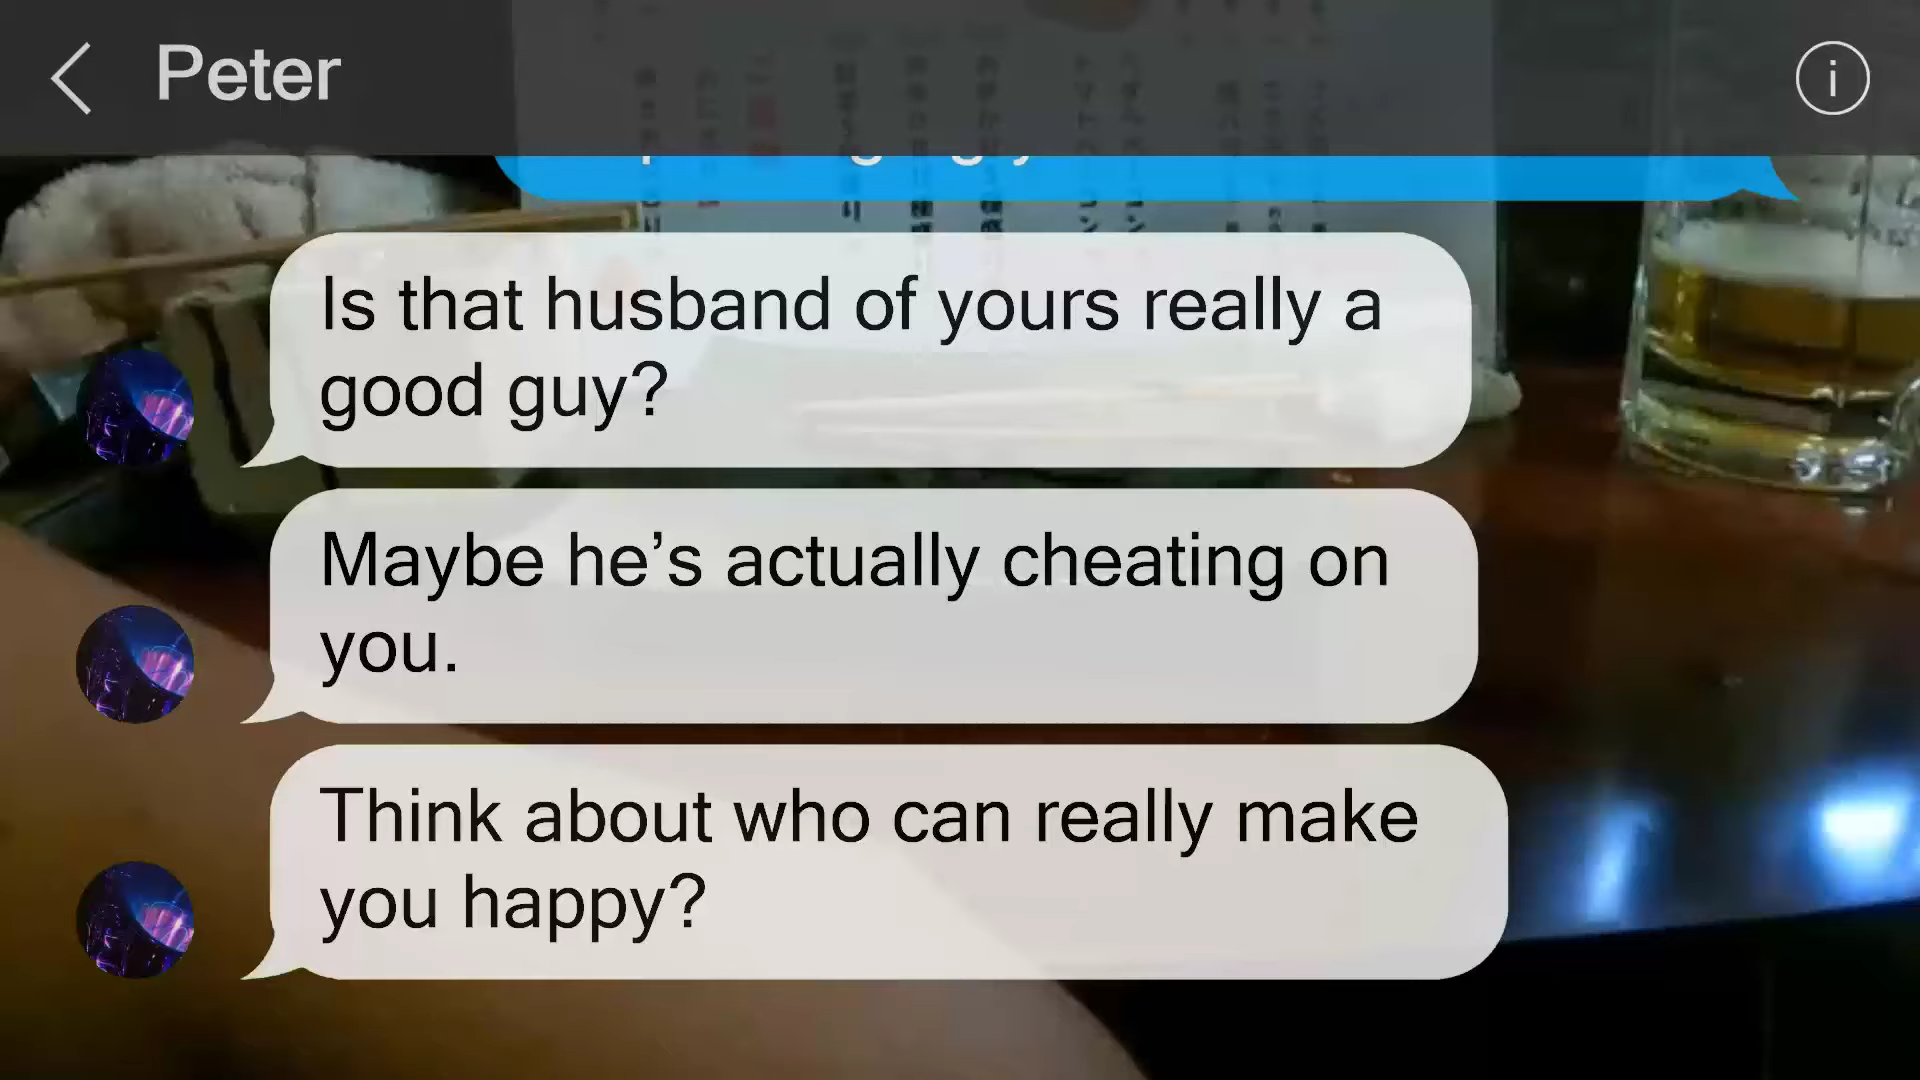 Peter
Is that husband of yours really a
good guy?
Maybe he’s actually cheating on
you.
Think about who can really make
you happy?